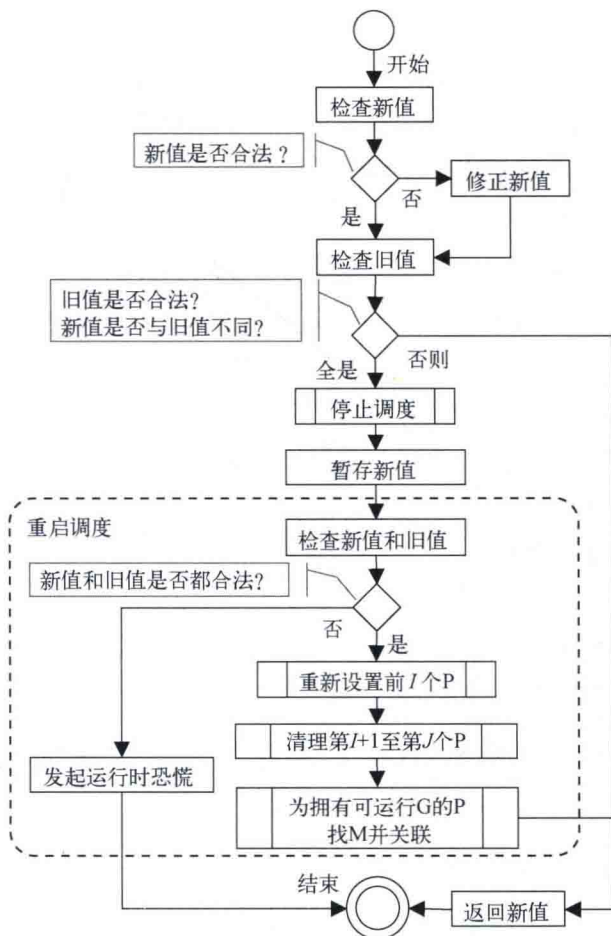 开始
检查新值
新值是否合法？
否
修正新值
是
检查旧值
旧值是否合法?
新值是否与旧值不同?
否则
全是
停止调度
暂存新值
重启调度
检查新值和旧值
新值和旧值是否都合法?
否
是
重新设置前I个P
清理第I+1至第J个P
发起运行时恐慌
为拥有可运行G的P
找M并关联
结束
返回新值